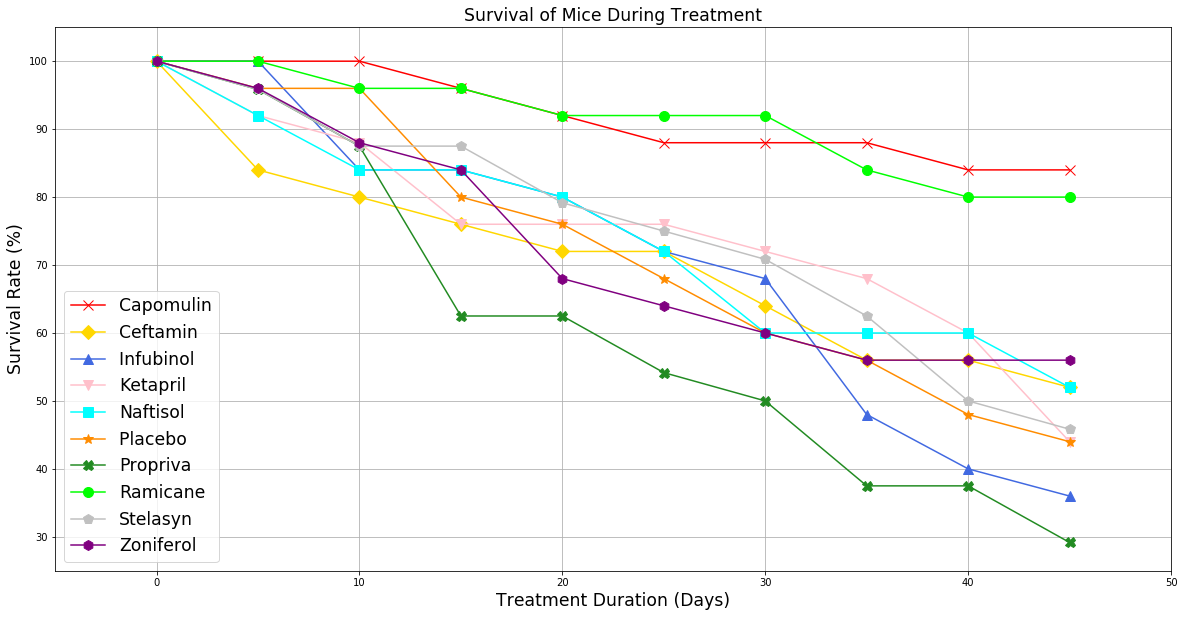 Survival of Mice During Treatment
Survival Rate (%)
100
90
80
70
60
50
40
30
Capomulin
Ceftamin
Infubinol
Ketapril
Naftisol
Placebo
Propriva
Ramicane
Stelasyn
Zoniferol
0 10 20 30 40 50
Treatment Duration (Days)